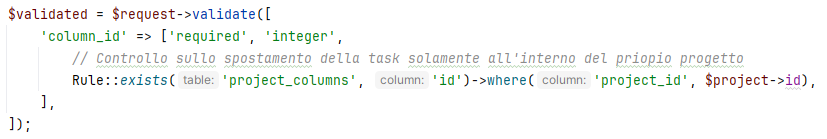 $validated = $request->validate([
'column_id' => ['required', 'integer',
// Controllo sullo spostamento della task solamente all'interno del priopio progetto
Rule::exists( table: 'project_columns', column: 'id')->where( column: 'project_id', $project->id),
],
]);